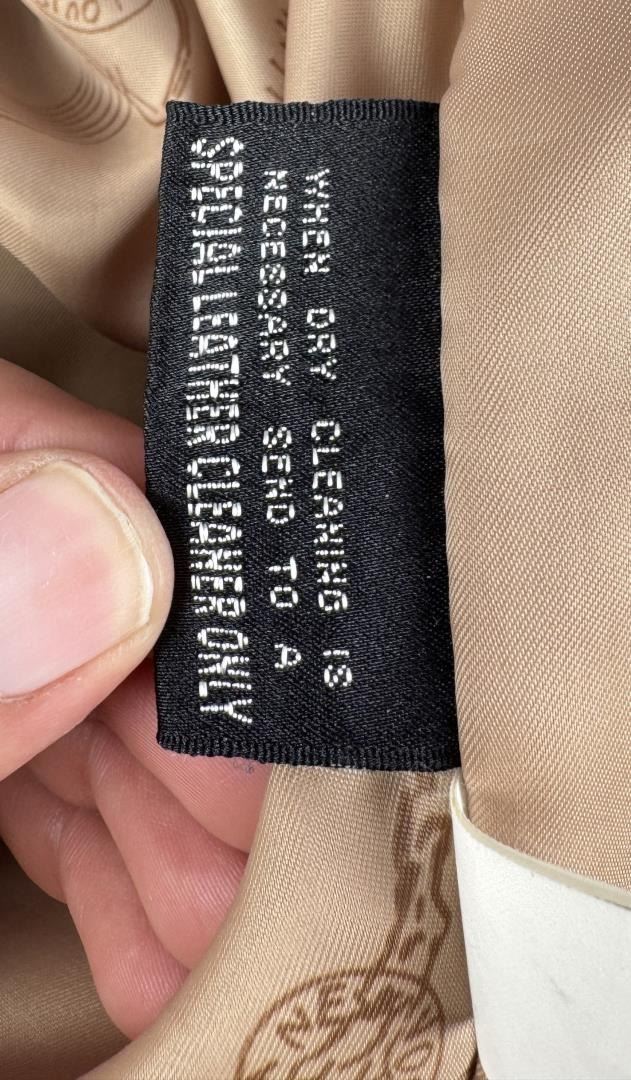 WHEN DRY CLEANING IS
NECESSARY SEND TO A
SPECIAL LEATHER CLEANER ONLY